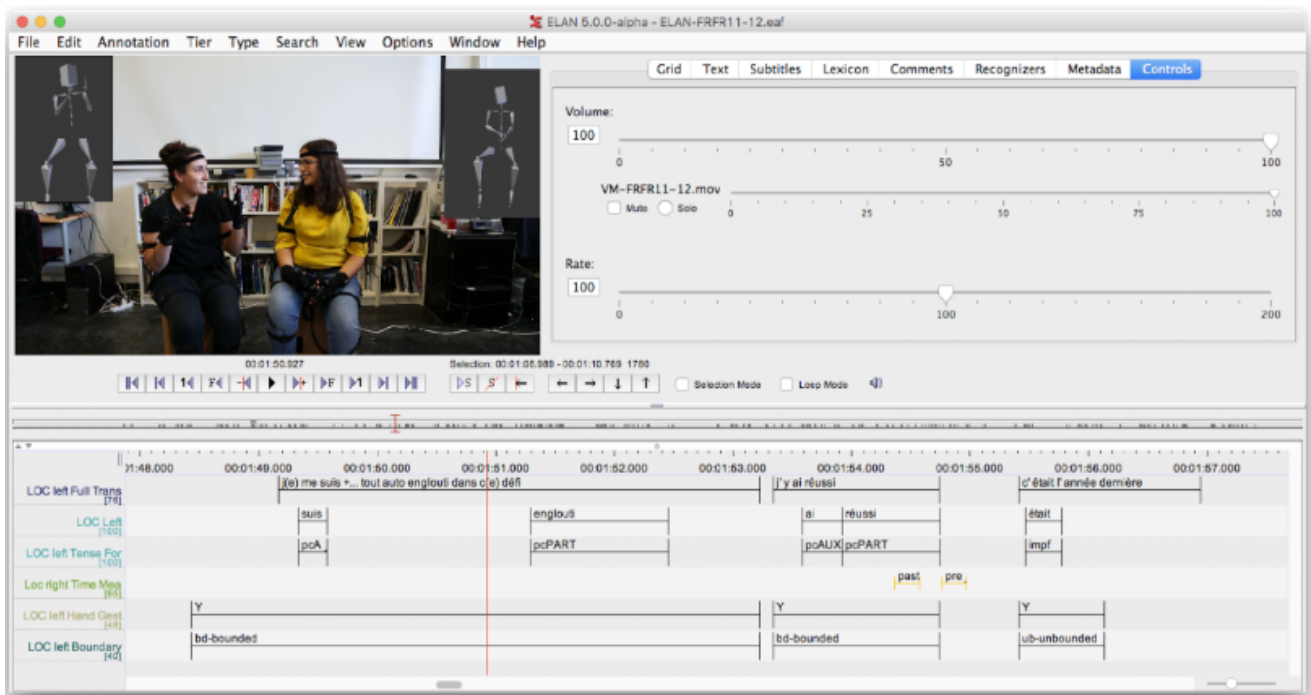 ELAN 5.0.0-alpha - ELAN-FRFR11-12.eaf
File Edit Annotation Tier Type Search View Options Window Help
Grid Text Subtitles Lexicon Comments Recognizers Metadata Controls
Volume:
100
0 50 100
VM-FRFR11-12.mov
Mute Solo 0 25 50 75 100
Rate:
100
0 100 200
00:01:50.927 Selection: 00:01:08.989 - 00:01:10.769 1780
Selection Mode Loop Mode
01:48.000 00:01:49.000 00:01:50.000 00:01:51.000 00:01:52.000 00:01:53.000 00:01:54.000 00:01:55.000 00:01:56.000 00:01:57.000
LOC left Full Trans j(e) me suis +... tout auto englouti dans c(e) défi j'y ai réussi c'était l'année dernière
[76]
LOC Left suis englouti ai réussi était
[100]
LOC left Tense For pcA pcPART pcAUX pcPART impf
[100]
Loc right Time Mea past pre
LOC left Hand Gest Y Y Y
[48]
LOC left Boundary bd-bounded bd-bounded ub-unbounded
[40]